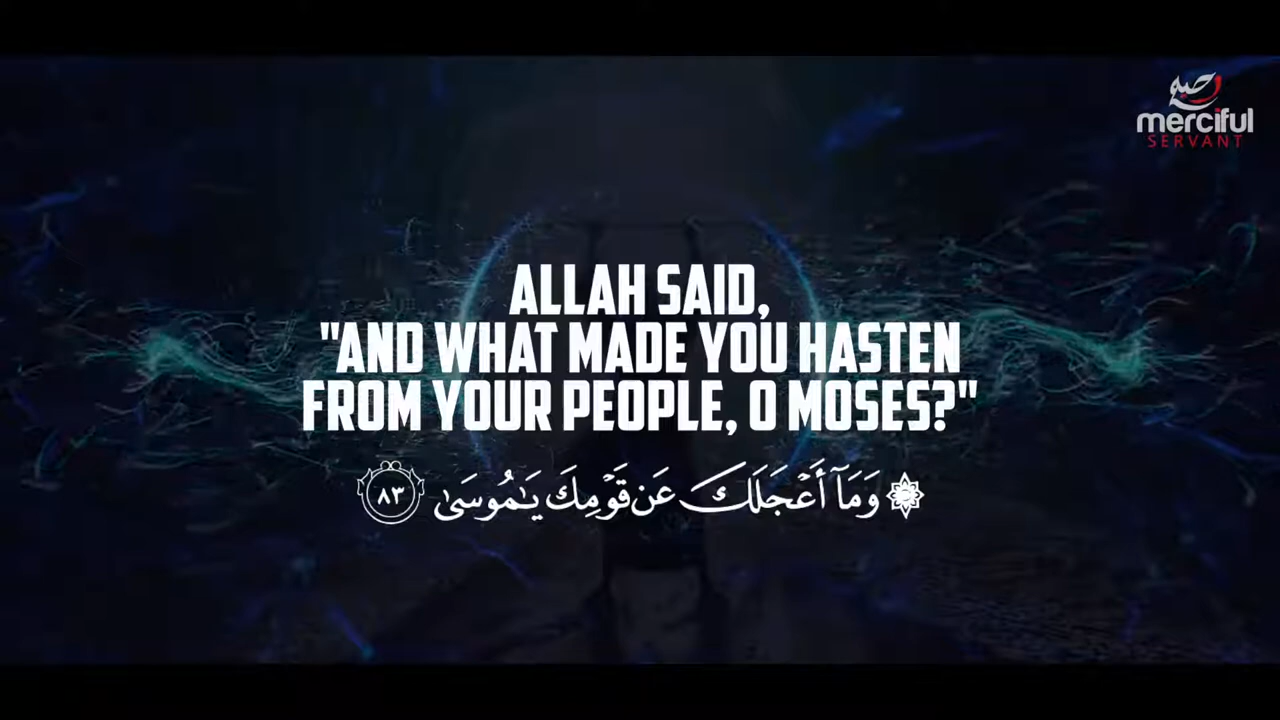 merciful
SERVANT
ALLAH SAID,
"AND WHAT MADE YOU HASTEN
FROM YOUR PEOPLE, O MOSES?"
۞ وَمَآ أَعْجَلَكَ عَن قَوْمِكَ يَـٰمُوسَىٰ ٨٣